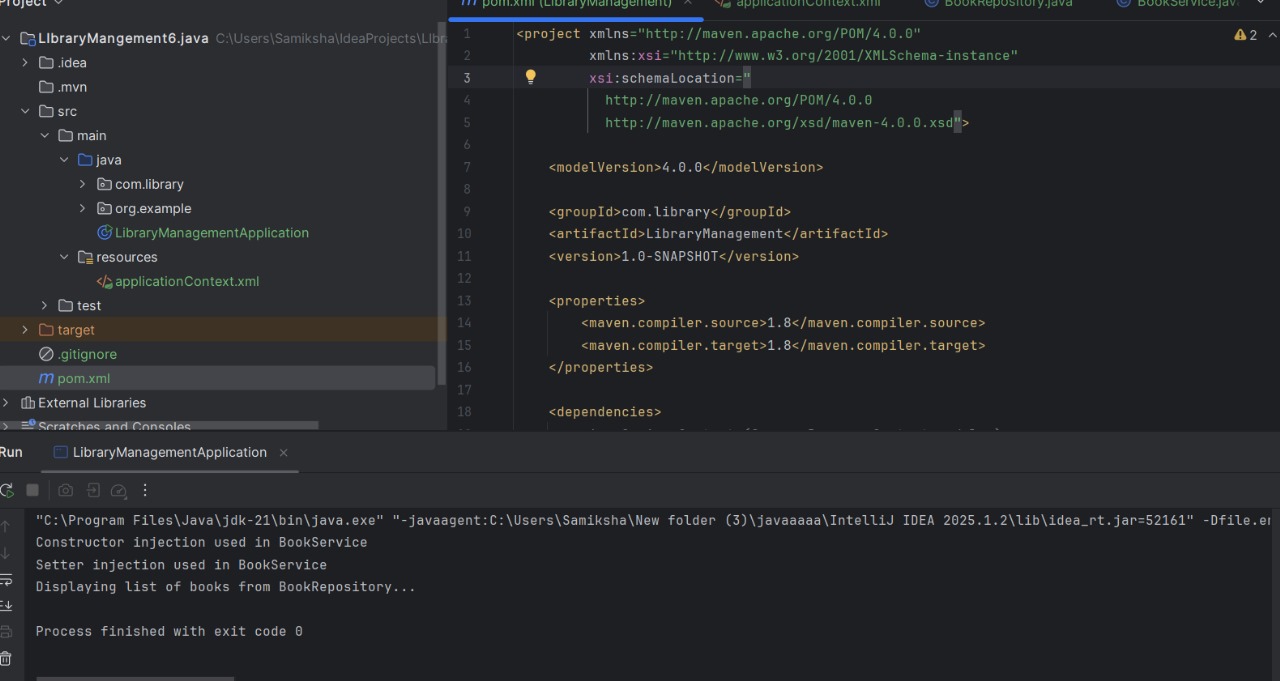 Project
pom.xml (LibraryManagement)
applicationContext.xml
BookRepository.java
BookService.java
LIbraryMangement6.java C:\Users\Samiksha\IdeaProjects\LIbr
.idea
.mvn
src
main
java
com.library
org.example
LibraryManagementApplication
resources
applicationContext.xml
test
target
.gitignore
pom.xml
External Libraries
Scratches and Consoles
1 <project xmlns="http://maven.apache.org/POM/4.0.0"
2
2 xmlns:xsi="http://www.w3.org/2001/XMLSchema-instance"
3 xsi:schemaLocation="
4 http://maven.apache.org/POM/4.0.0
5 http://maven.apache.org/xsd/maven-4.0.0.xsd">
6
7 <modelVersion>4.0.0</modelVersion>
8
9 <groupId>com.library</groupId>
10 <artifactId>LibraryManagement</artifactId>
11 <version>1.0-SNAPSHOT</version>
12
13 <properties>
14 <maven.compiler.source>1.8</maven.compiler.source>
15 <maven.compiler.target>1.8</maven.compiler.target>
16 </properties>
17
18 <dependencies>
Run
LibraryManagementApplication
"C:\Program Files\Java\jdk-21\bin\java.exe" "-javaagent:C:\Users\Samiksha\New folder (3)\javaaaaa\IntelliJ IDEA 2025.1.2\lib\idea_rt.jar=52161" -Dfile.en
Constructor injection used in BookService
Setter injection used in BookService
Displaying list of books from BookRepository...
Process finished with exit code 0